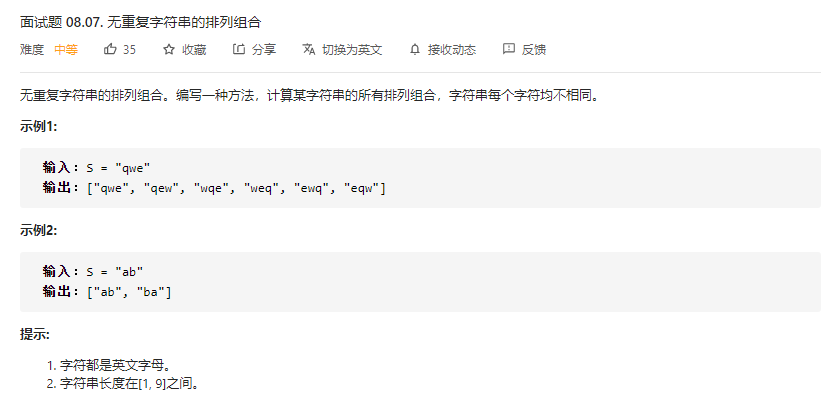 面试题 08.07. 无重复字符串的排列组合
难度 中等 35 收藏 分享 切换为英文 接收动态 反馈
无重复字符串的排列组合。编写一种方法，计算某字符串的所有排列组合，字符串每个字符均不相同。
示例1:
输入：S = "qwe"
输出：["qwe", "qew", "wqe", "weq", "ewq", "eqw"]
示例2:
输入：S = "ab"
输出：["ab", "ba"]
提示:
1. 字符都是英文字母。
2. 字符串长度在[1, 9]之间。